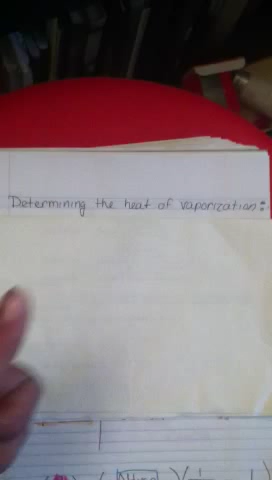 Determining the heat of vaporization: